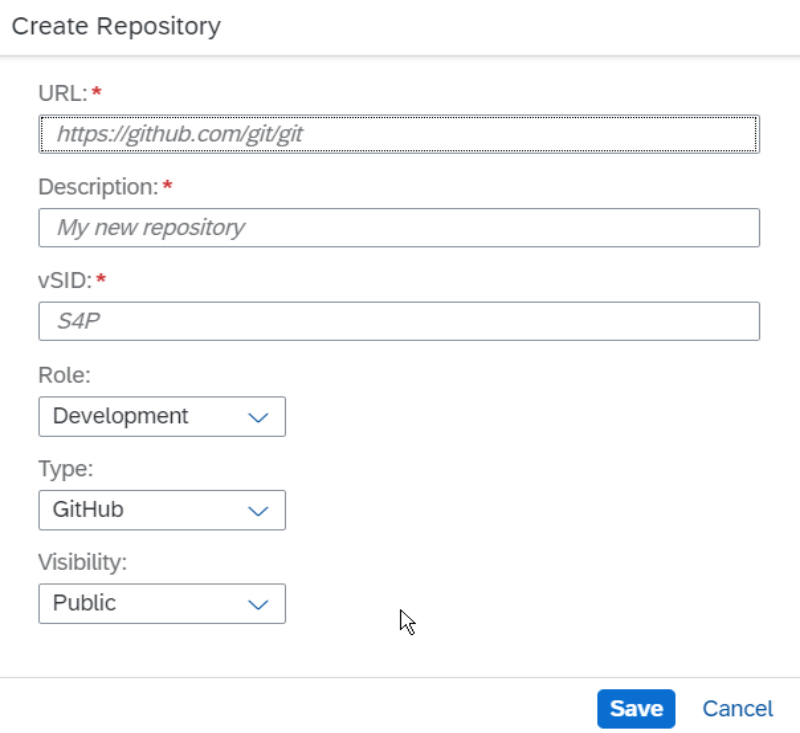 Create Repository
URL: *
https://github.com/git/git
Description: *
My new repository
vSID: *
S4P
Role:
Development
Type:
GitHub
Visibility:
Public
Save Cancel